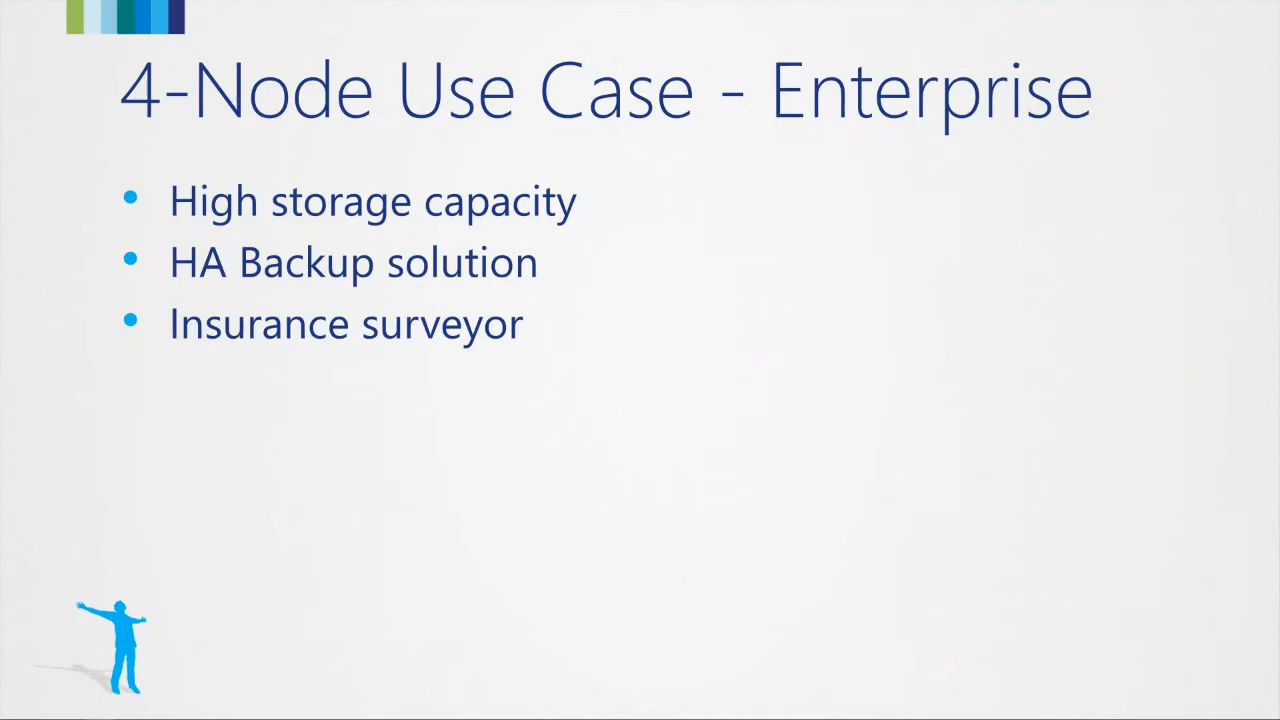 4-Node Use Case - Enterprise
• High storage capacity
• HA Backup solution
• Insurance surveyor